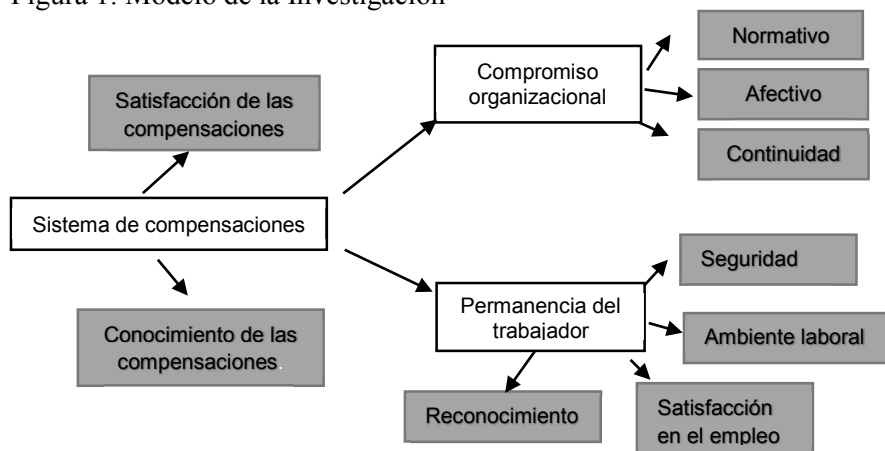 Figura 1: Modelo de la Investigación
Normativo
Compromiso
organizacional
Afectivo
Satisfacción de las
compensaciones
Continuidad
Sistema de compensaciones
Seguridad
Permanencia del
trabajador
Ambiente laboral
Conocimiento de las
compensaciones.
Reconocimiento
Satisfacción
en el empleo